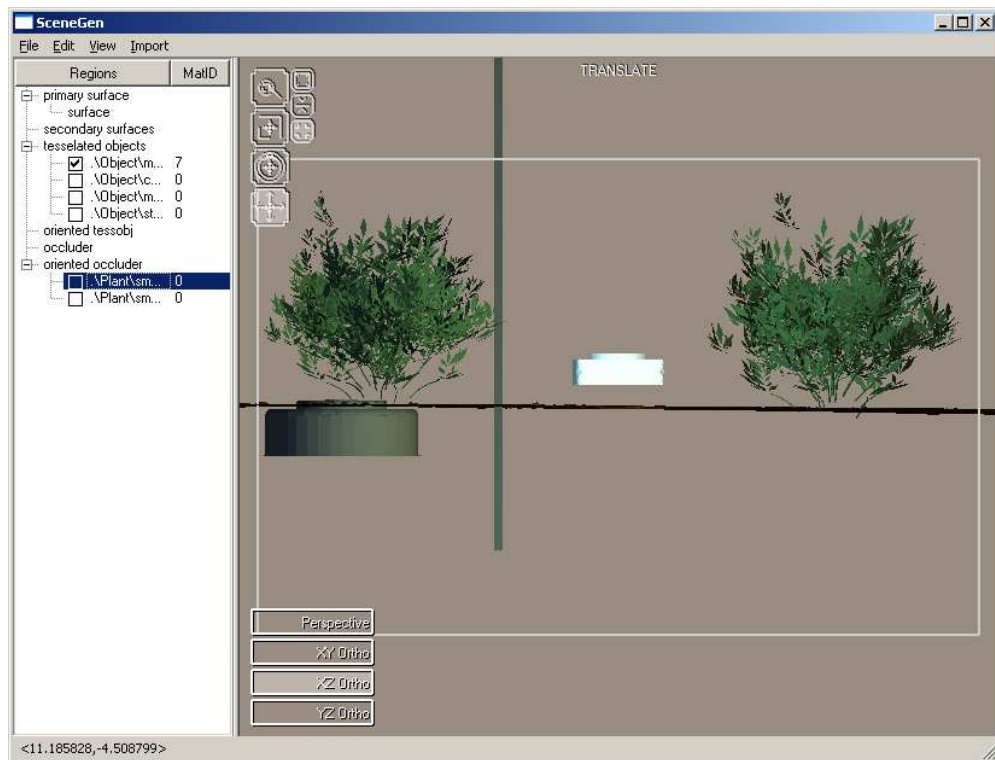 SceneGen
File Edit View Import
Regions MatID
TRANSLATE
primary surface
surface
secondary surfaces
tesselated objects
.\Object\m... 7
.\Object\c... 0
.\Object\m... 0
.\Object\st... 0
oriented tessobj
occluder
oriented occluder
.\Plant\sm... 0
.\Plant\sm... 0
Perspective
XY Ortho
XZ Ortho
YZ Ortho
<11.185828,-4.508799>